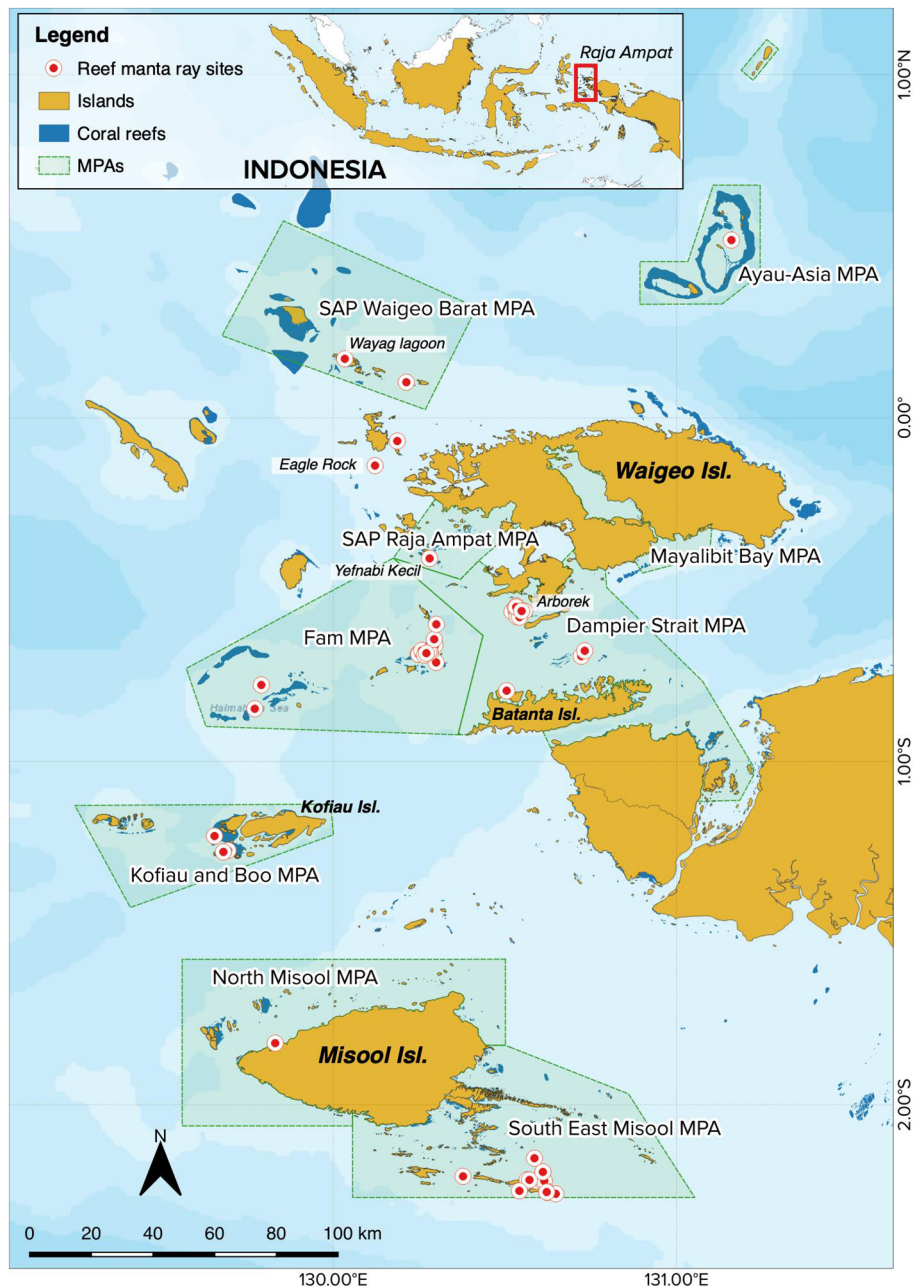 Legend
Reef manta ray sites
Islands
Coral reefs
MPAs
Raja Ampat
INDONESIA
1.00°N
Ayau-Asia MPA
SAP Waigeo Barat MPA
Wayag lagoon
0.00°
Eagle Rock
Waigeo Isl.
SAP Raja Ampat MPA
Mayalibit Bay MPA
Yefnabi Kecil
Arborek
Fam MPA
Dampier Strait MPA
Sea
Batanta Isl.
1.00°S
Kofiau Isl.
Kofiau and Boo MPA
North Misool MPA
Misool Isl.
2.00°S
South East Misool MPA
N
0 20 40 60 80 100 km
130.00°E 131.00°E